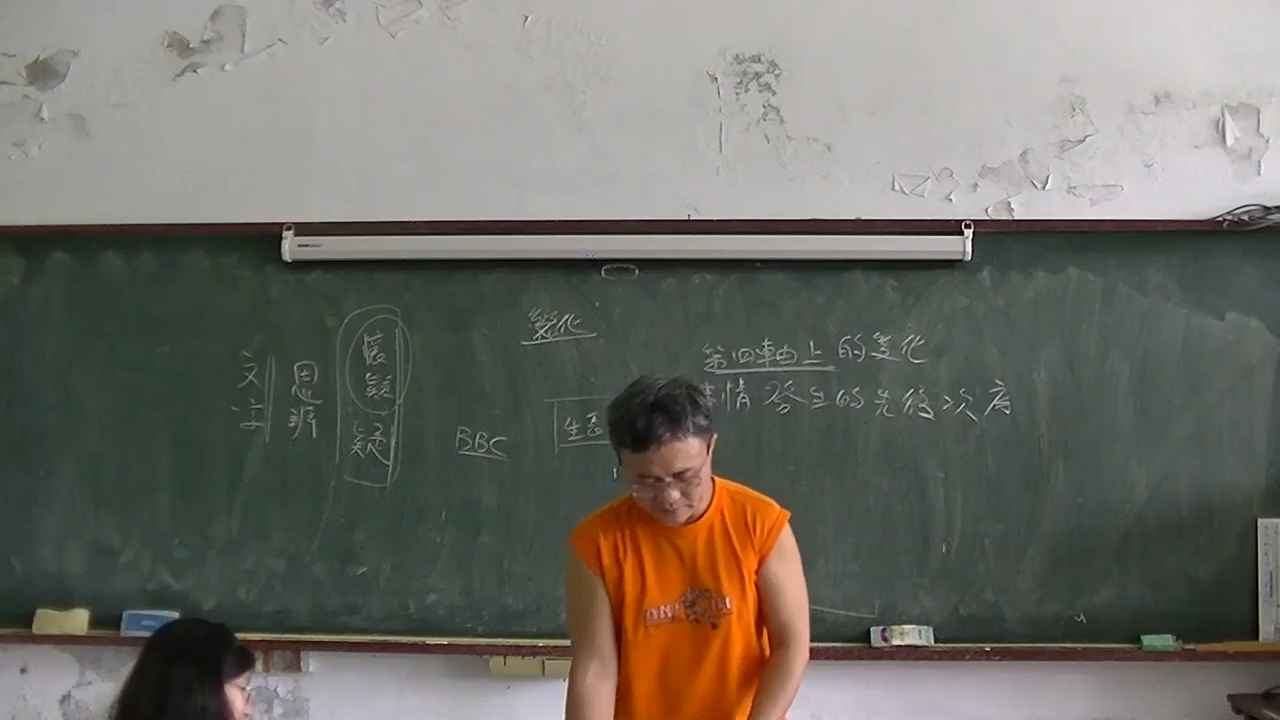 文字
思辨
懷疑
疑
BBC
變化
生
第四軸上的變化
情發生的先後次序